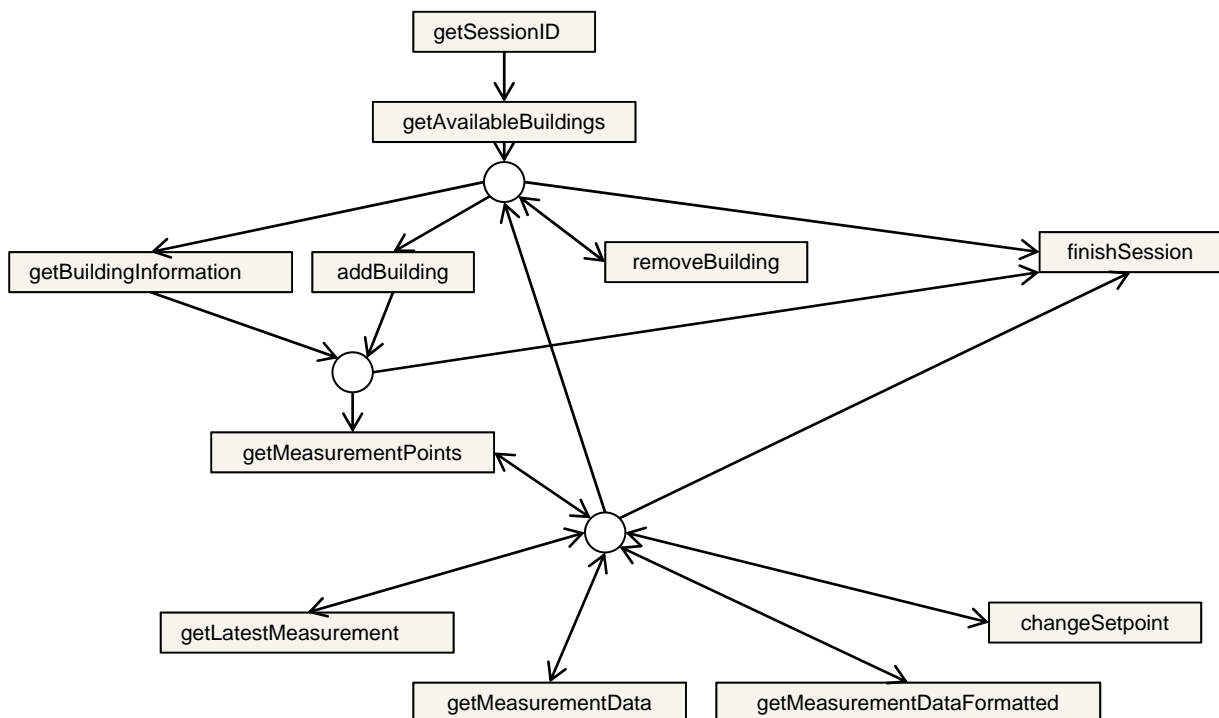 getSessionID
getAvailableBuildings
getBuildingInformation
addBuilding
removeBuilding
finishSession
getMeasurementPoints
getLatestMeasurement
changeSetpoint
getMeasurementData
getMeasurementDataFormatted